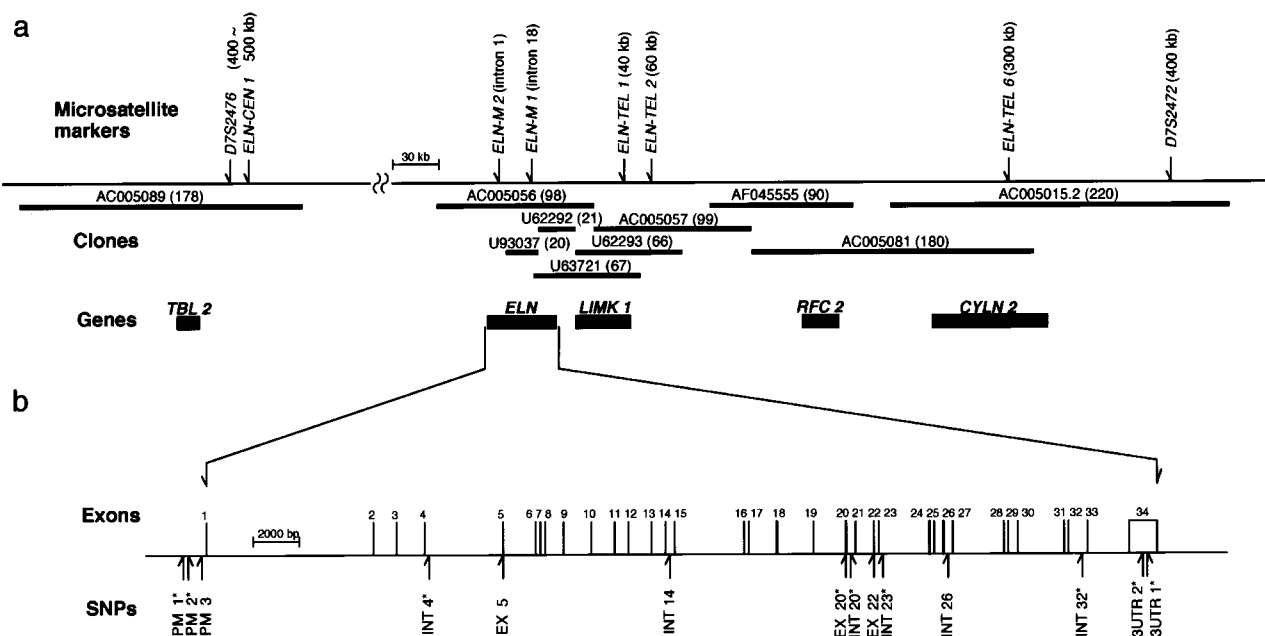 a
Microsatellite
markers
D7S2476 (400 ~
ELN-CEN 1 500 kb)
ELN-M 2 (intron 1)
ELN-M 1 (intron 18)
ELN-TEL 1 (40 kb)
ELN-TEL 2 (60 kb)
ELN-TEL 6 (300 kb)
D7S2472 (400 kb)
30 kb
Clones
AC005089 (178)
AC005056 (98)
AF045555 (90)
AC005015.2 (220)
U62292 (21)
AC005057 (99)
U93037 (20)
U62293 (66)
AC005081 (180)
U63721 (67)
Genes
TBL 2
ELN
LIMK 1
RFC 2
CYLN 2
b
Exons
1 2 3 4 5 6 7 8 9 10 11 12 13 14 15 16 17 18 19 20 21 22 23 24 25 26 27 28 29 30 31 32 33 34
2000 bp
SNPs
PM 1*
PM 2*
PM 3
INT 4*
EX 5
INT 14
EX 20*
INT 20*
EX 22
INT 23*
INT 26
INT 32*
3UTR 2*
3UTR 1*